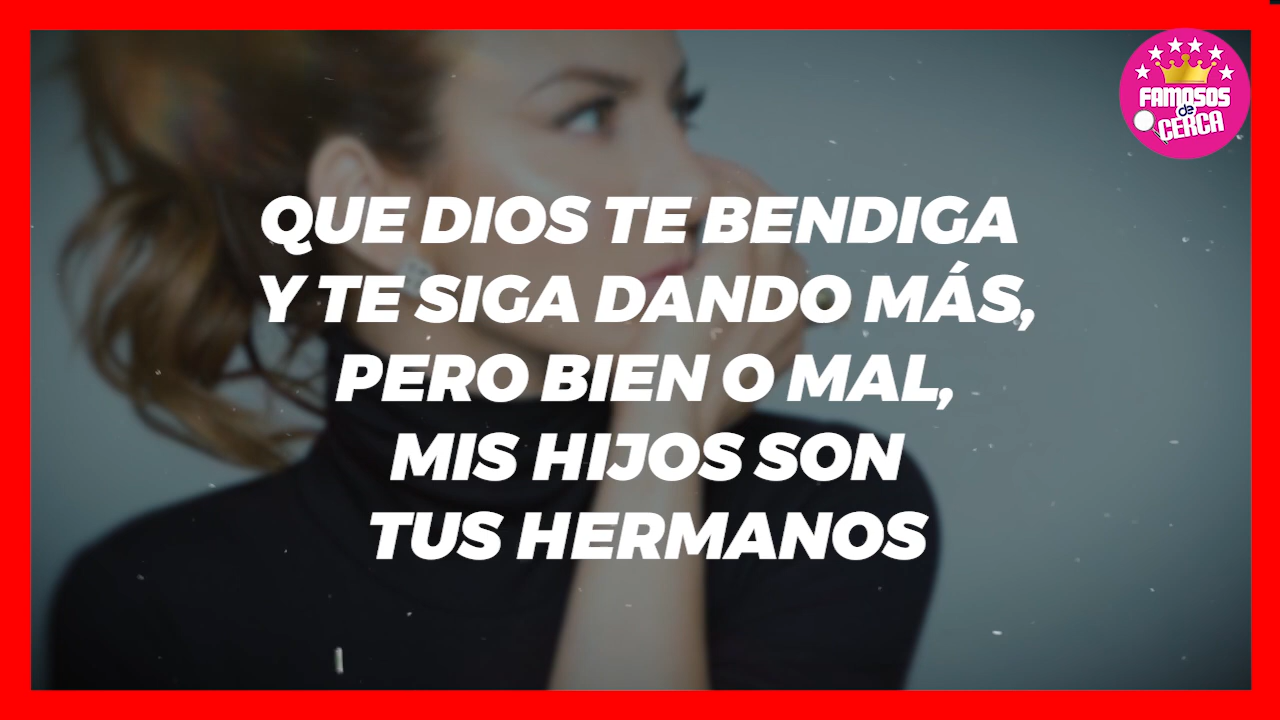 FAMOSOS
de
CERCA
QUE DIOS TE BENDIGA
Y TE SIGA DANDO MÁS,
PERO BIEN O MAL,
MIS HIJOS SON
TUS HERMANOS